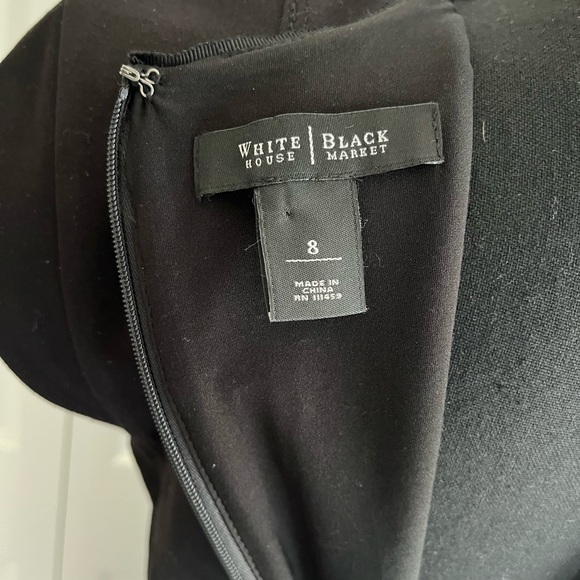 WHITE | BLACK
HOUSE | MARKET
8
MADE IN
CHINA
RN 111459